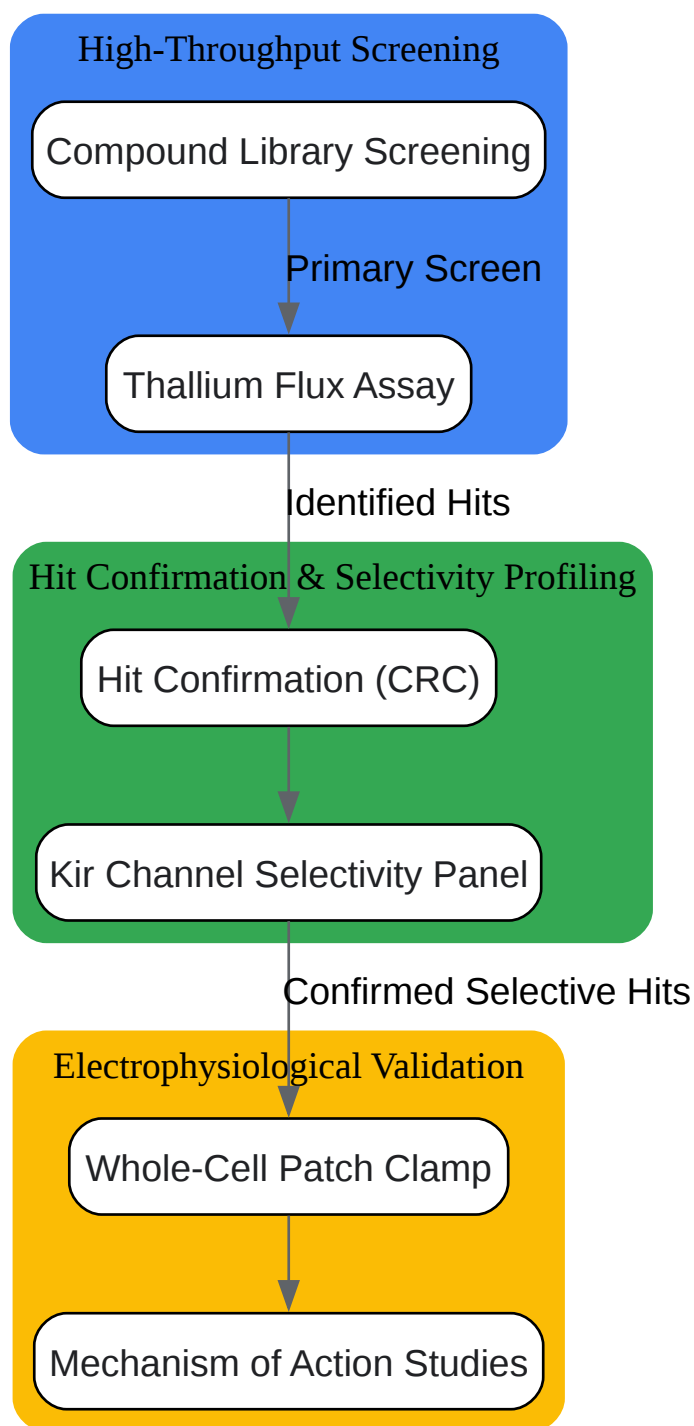 High-Throughput Screening
Compound Library Screening
Primary Screen
Thallium Flux Assay
Identified Hits
Hit Confirmation & Selectivity Profiling
Hit Confirmation (CRC)
Kir Channel Selectivity Panel
Confirmed Selective Hits
Electrophysiological Validation
Whole-Cell Patch Clamp
Mechanism of Action Studies